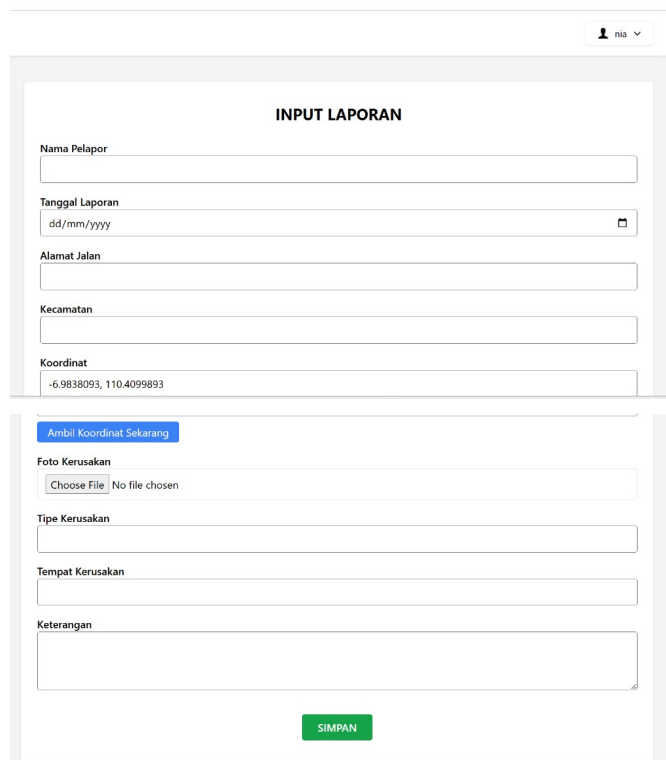 nia
INPUT LAPORAN
Nama Pelapor
Tanggal Laporan
dd/mm/yyyy
Alamat Jalan
Kecamatan
Koordinat
-6.9838093, 110.4099893
Ambil Koordinat Sekarang
Foto Kerusakan
Choose File No file chosen
Tipe Kerusakan
Tempat Kerusakan
Keterangan
SIMPAN